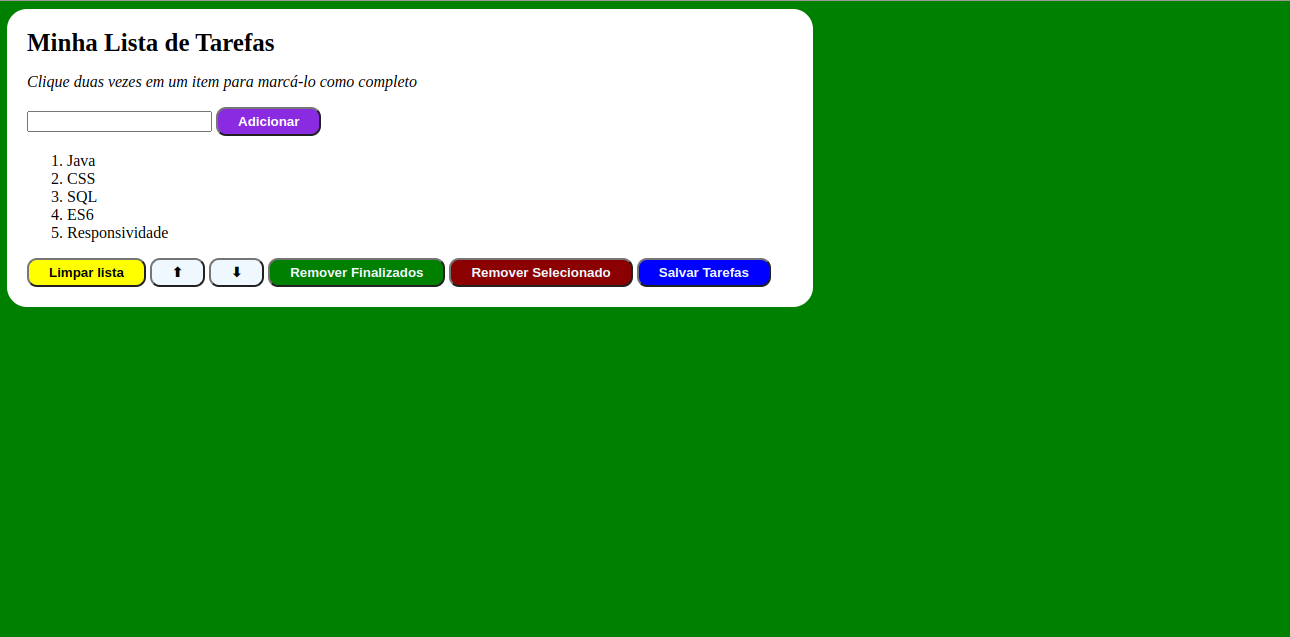 Minha Lista de Tarefas
Clique duas vezes em um item para marcá-lo como completo
Adicionar
1. Java
2. CSS
3. SQL
4. ES6
5. Responsividade
Limpar lista ⬆ ⬇ Remover Finalizados Remover Selecionado Salvar Tarefas